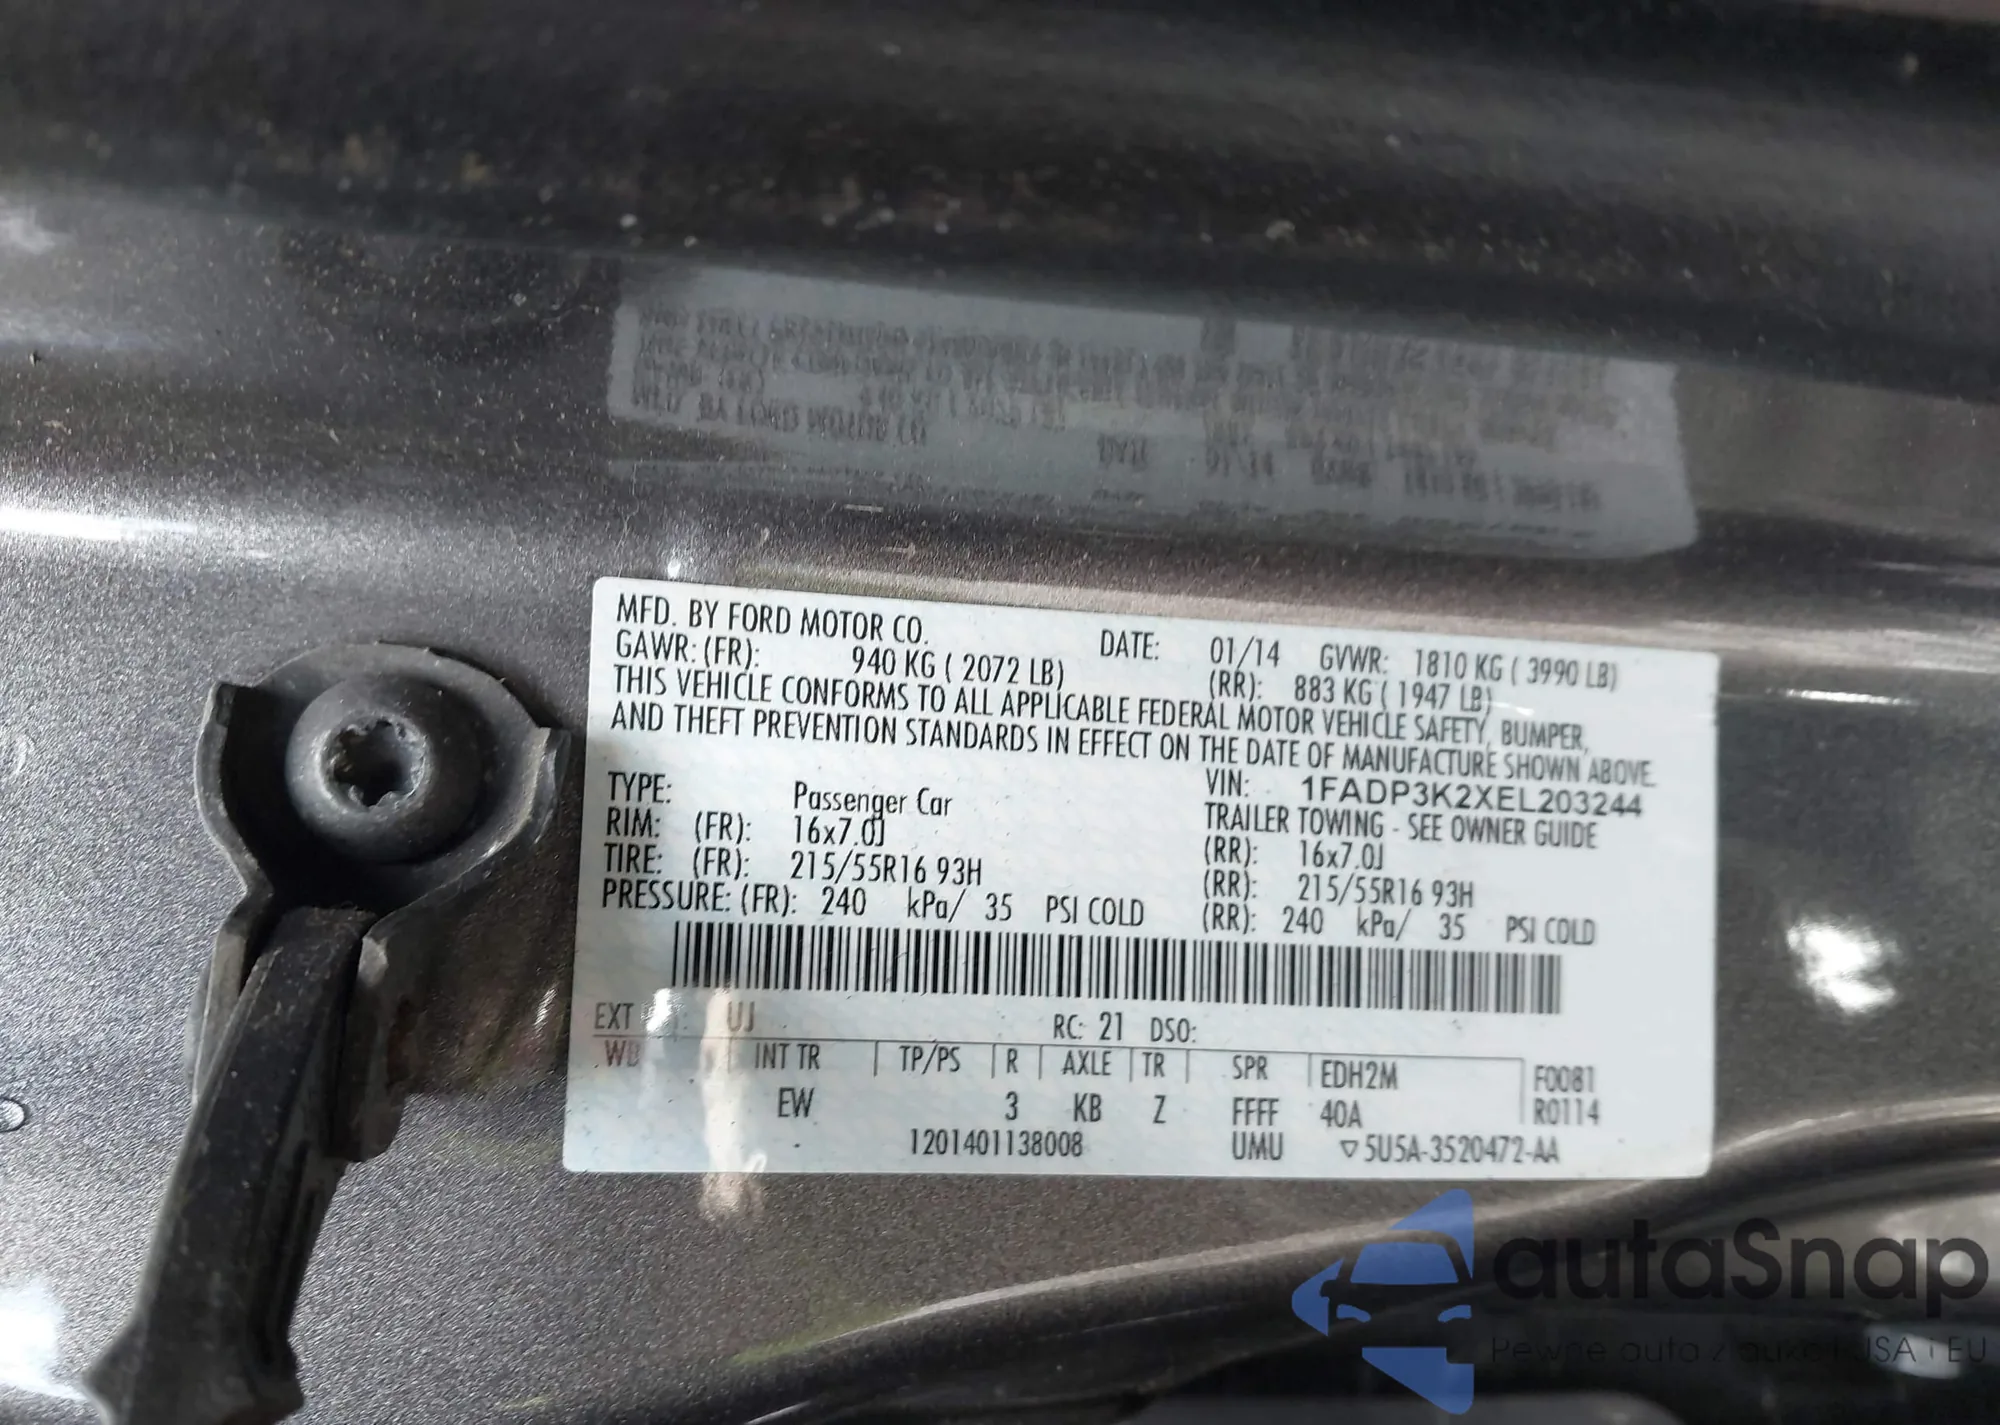 MFD. BY FORD MOTOR CO. DATE: 01/14 GVWR: 1810 KG ( 3990 LB)
GAWR: (FR): 940 KG ( 2072 LB) (RR): 883 KG ( 1947 LB)
THIS VEHICLE CONFORMS TO ALL APPLICABLE FEDERAL MOTOR VEHICLE SAFETY, BUMPER,
AND THEFT PREVENTION STANDARDS IN EFFECT ON THE DATE OF MANUFACTURE SHOWN ABOVE.
VIN: 1FADP3K2XEL203244
TYPE: Passenger Car TRAILER TOWING - SEE OWNER GUIDE
RIM: (FR): 16x7.0J (RR): 16x7.0J
TIRE: (FR): 215/55R16 93H (RR): 215/55R16 93H
PRESSURE: (FR): 240 kPa/ 35 PSI COLD (RR): 240 kPa/ 35 PSI COLD
EXT UJ RC: 21 DSO:
WB INT TR TP/PS R AXLE TR SPR EDH2M F0081
EW 3 KB Z FFFF 40A R0114
1201401138008 UMU ▽5U5A-3520472-AA
autaSnap
Pewne auta z aukcji USA i EU